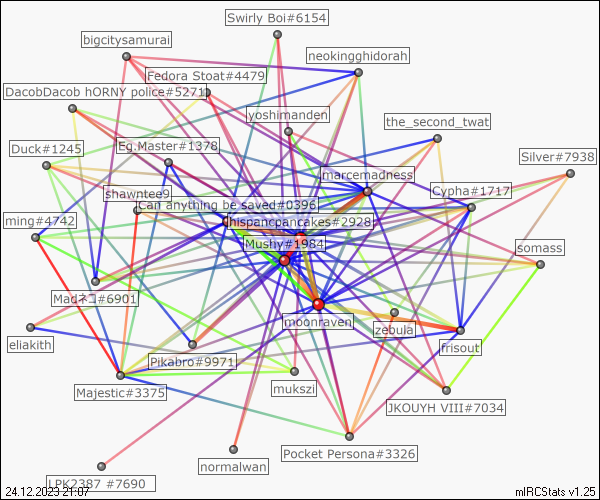 Swirly Boi#6154
bigcitysamurai
neokingghidorah
Fedora Stoat#4479
DacobDacob hORNY police#5271
yoshimanden
the_second_twat
Duck#1245
Eg.Master#1378
Silver#7938
marcemadness
Cypha#1717
shawntee9
Can anything be saved#0396
ming#4742
hispancpancakes#2928
Mushy#1984
somass
Madネコ#6901
moonraven
zebula
eliakith
frisout
Pikabro#9971
Majestic#3375
mukszi
JKOUYH VIII#7034
Pocket Persona#3326
normalwan
LPK2387 #7690
24.12.2023 21:07
mIRCStats v1.25